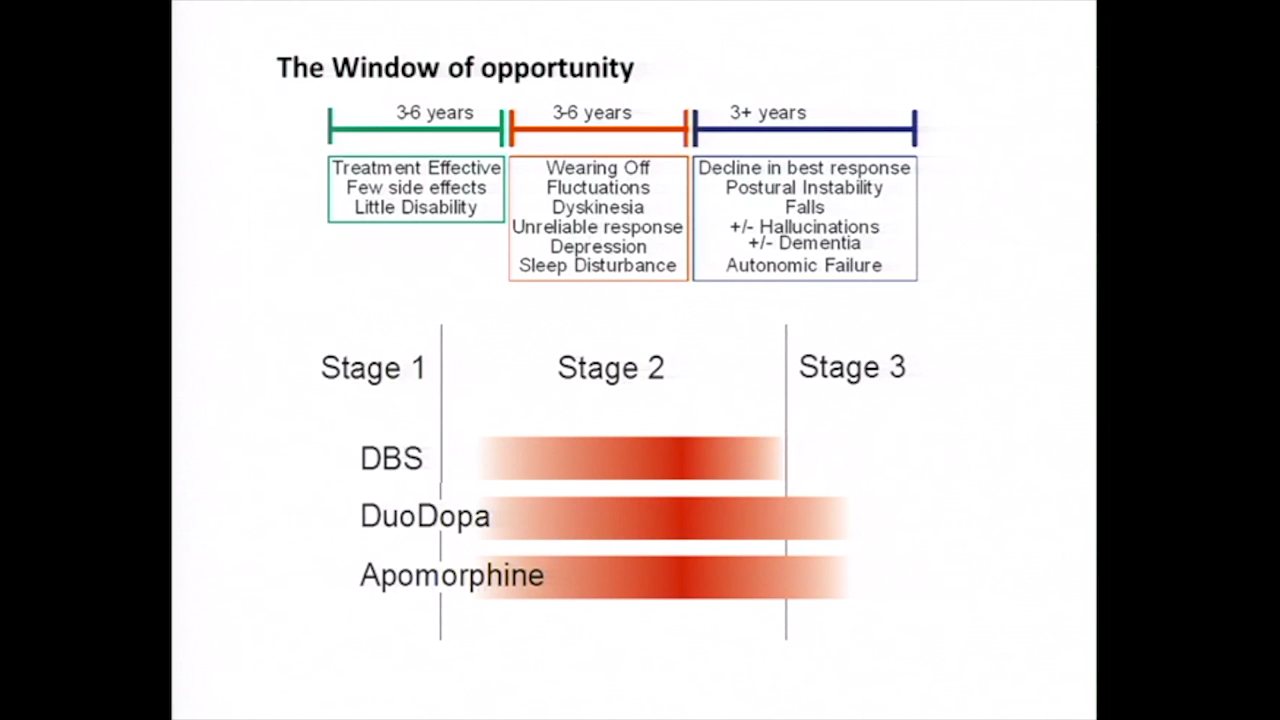 The Window of opportunity
3-6 years
3-6 years
3+ years
Treatment Effective
Few side effects
Little Disability
Wearing Off
Fluctuations
Dyskinesia
Unreliable response
Depression
Sleep Disturbance
Decline in best response
Postural Instability
Falls
+/- Hallucinations
+/- Dementia
Autonomic Failure
Stage 1
Stage 2
Stage 3
DBS
DuoDopa
Apomorphine